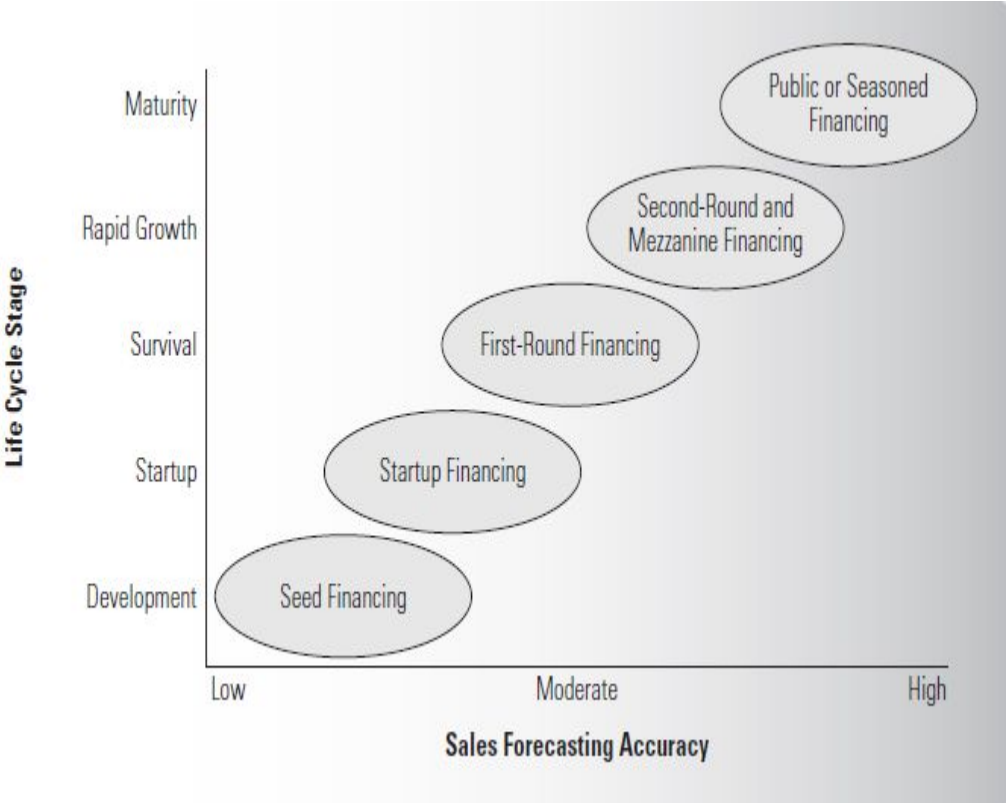 Life Cycle Stage
Maturity
Public or Seasoned
Financing
Rapid Growth
Second-Round and
Mezzanine Financing
Survival
First-Round Financing
Startup
Startup Financing
Development
Seed Financing
Low
Moderate
High
Sales Forecasting Accuracy